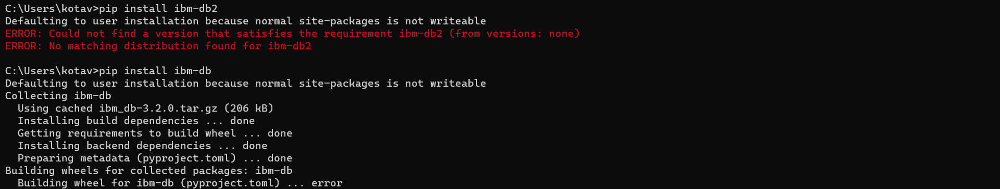 C:\Users\kotav>pip install ibm-db2
Defaulting to user installation because normal site-packages is not writeable
ERROR: Could not find a version that satisfies the requirement ibm-db2 (from versions: none)
ERROR: No matching distribution found for ibm-db2
C:\Users\kotav>pip install ibm-db
Defaulting to user installation because normal site-packages is not writeable
Collecting ibm-db
Using cached ibm_db-3.2.0.tar.gz (206 kB)
Installing build dependencies ... done
Getting requirements to build wheel ... done
Installing backend dependencies ... done
Preparing metadata (pyproject.toml) ... done
Building wheels for collected packages: ibm-db
Building wheel for ibm-db (pyproject.toml) ... error